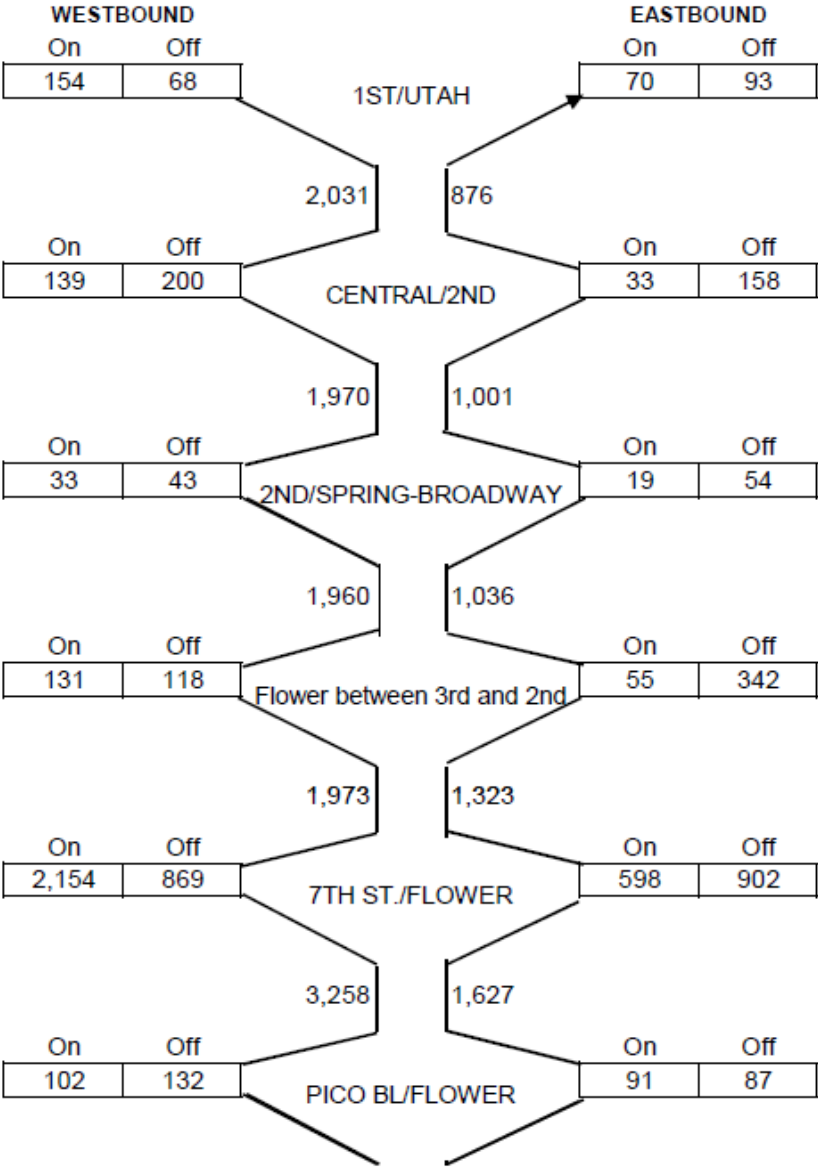 WESTBOUND EASTBOUND
On Off On Off
154 68 1ST/UTAH 70 93
2,031 876
On Off On Off
139 200 CENTRAL/2ND 33 158
1,970 1,001
On Off On Off
33 43 2ND/SPRING-BROADWAY 19 54
1,960 1,036
On Off On Off
131 118 Flower between 3rd and 2nd 55 342
1,973 1,323
On Off On Off
2,154 869 7TH ST./FLOWER 598 902
3,258 1,627
On Off On Off
102 132 PICO BL/FLOWER 91 87